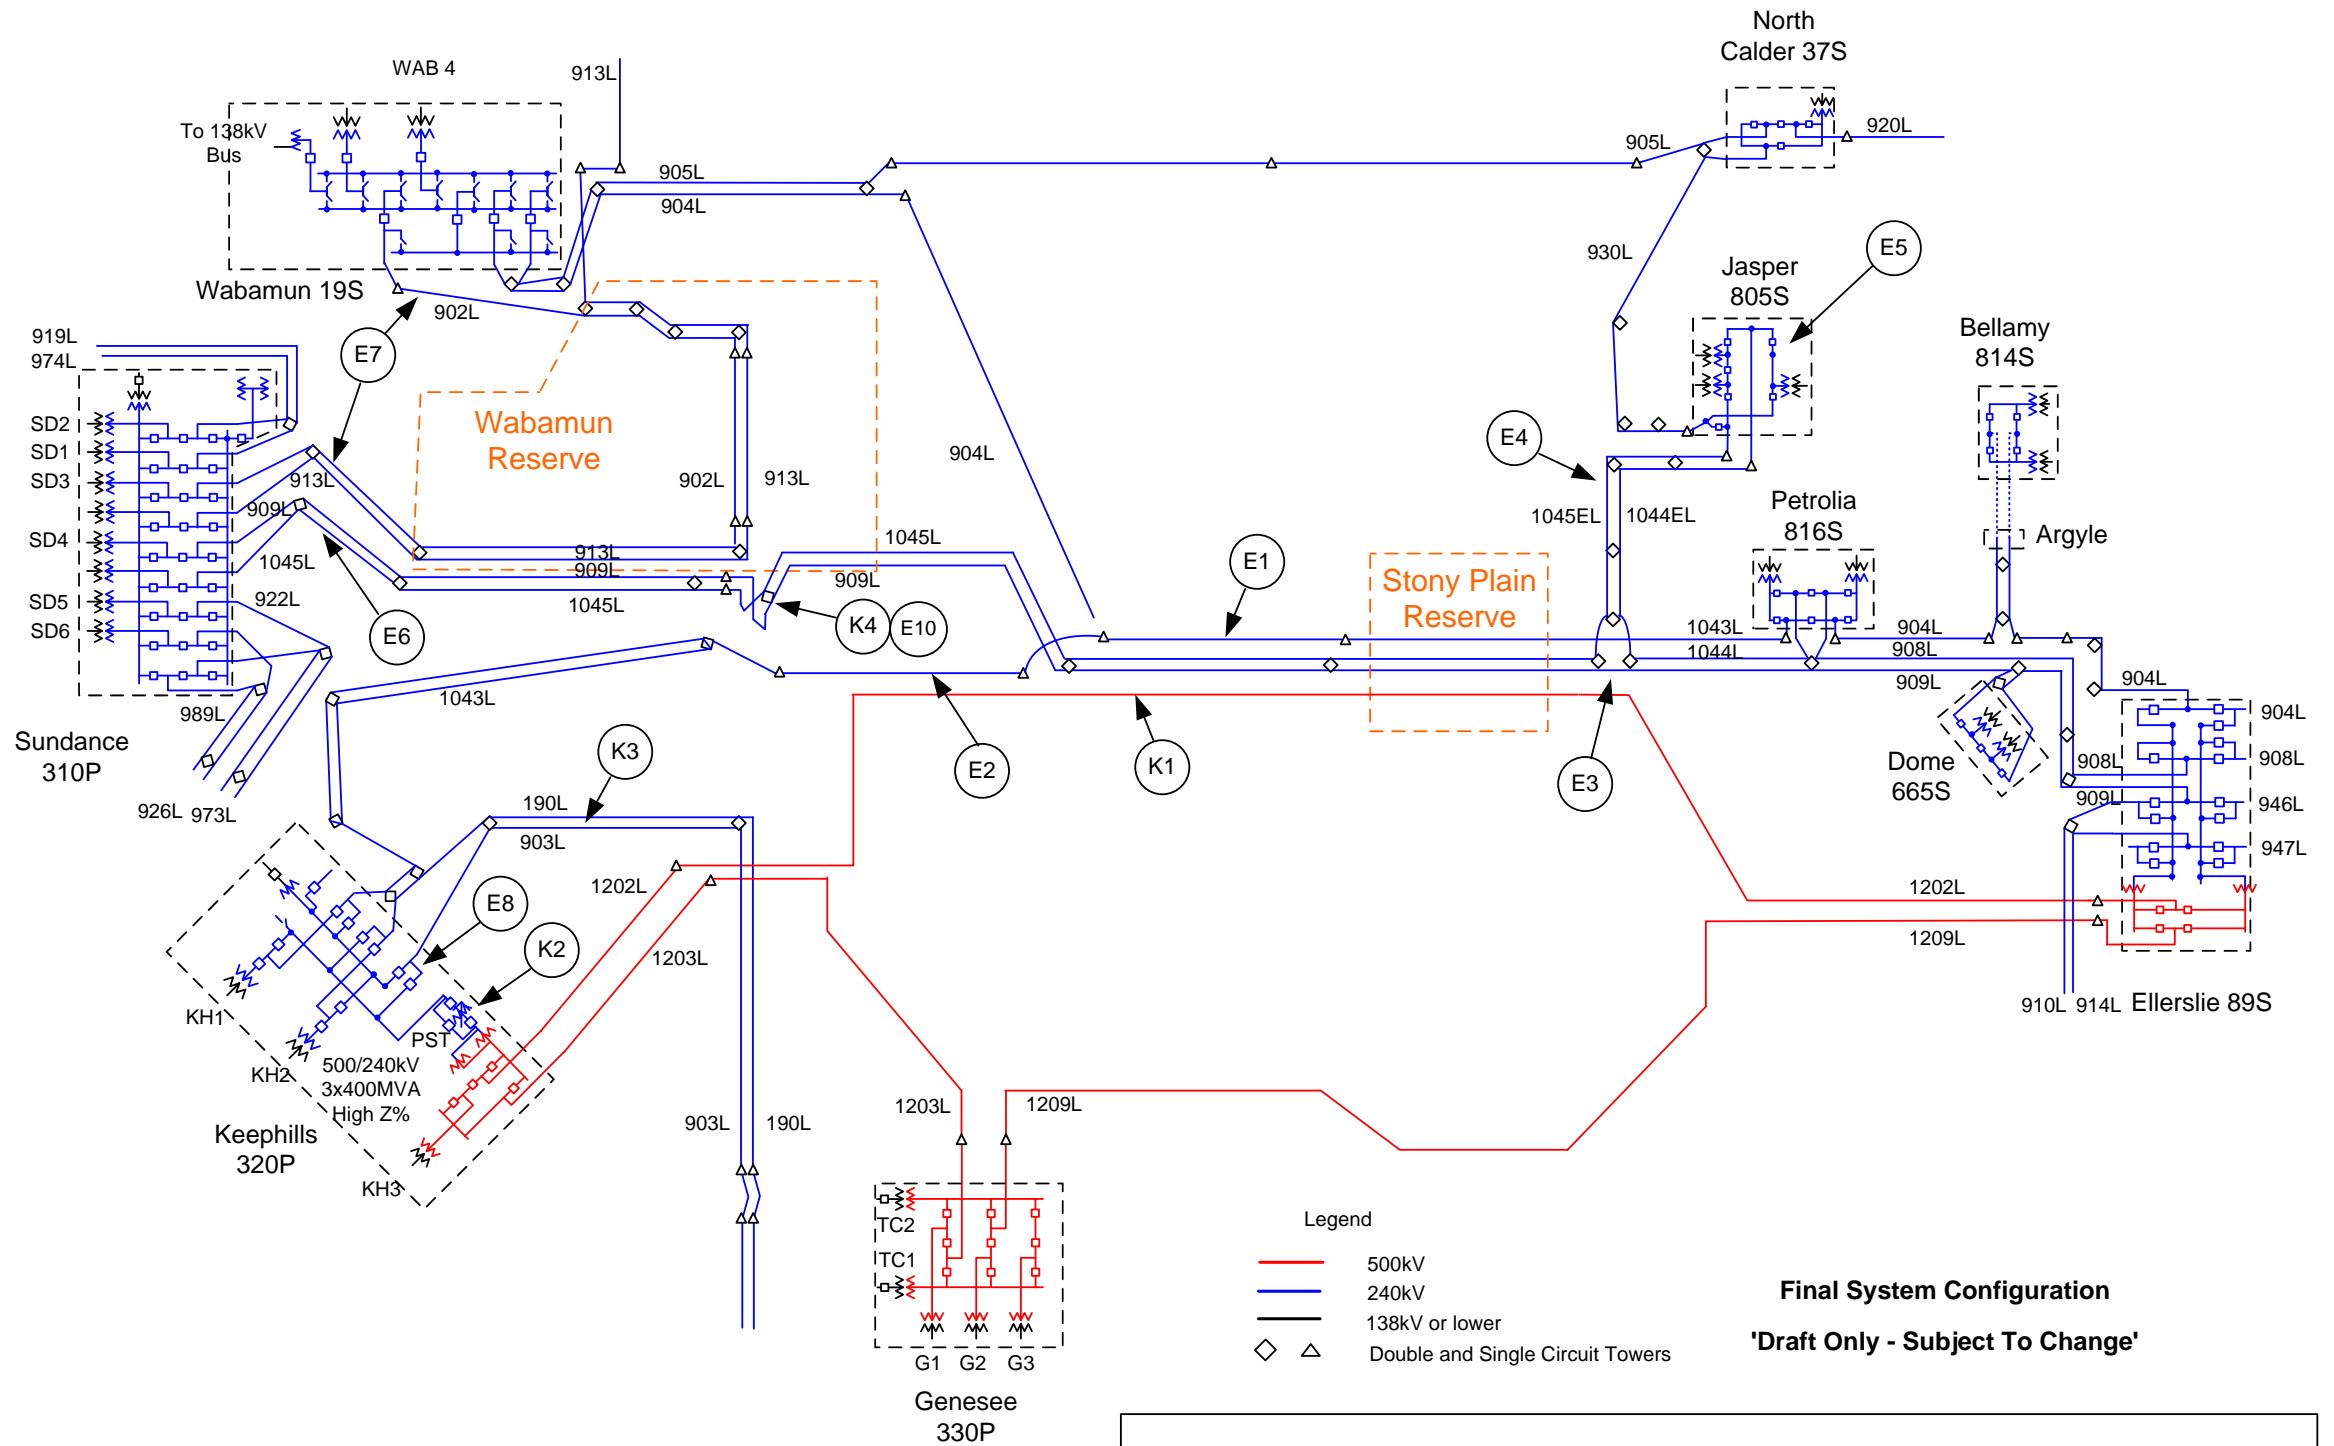 North
Calder 37S
WAB 4
913L
To 138kV
Bus
905L
904L
905L
920L
Wabamun 19S
902L
930L
Jasper
805S
E5
Bellamy
814S
919L
974L
E7
SD2
SD1
SD3
SD4
SD5
SD6
913L
909L
1045L
922L
Wabamun
Reserve
902L
913L
904L
E4
1045EL
1044EL
Petrolia
816S
Argyle
913L
909L
1045L
1045L
909L
E6
K4
E10
E1
Stony Plain
Reserve
1043L
1044L
904L
908L
909L
904L
989L
1043L
Sundance
310P
926L
973L
E2
K1
E3
Dome
665S
908L
909L
904L
908L
946L
947L
K3
190L
903L
1202L
1203L
E8
K2
1202L
1209L
910L
914L
Ellerslie 89S
KH1
KH2
PST
500/240kV
3x400MVA
High Z%
Keephills
320P
KH3
903L
190L
1203L
1209L
TC2
TC1
G1
G2
G3
Genesee
330P
Legend
500kV
240kV
138kV or lower
Double and Single Circuit Towers
Final System Configuration
'Draft Only - Subject To Change'